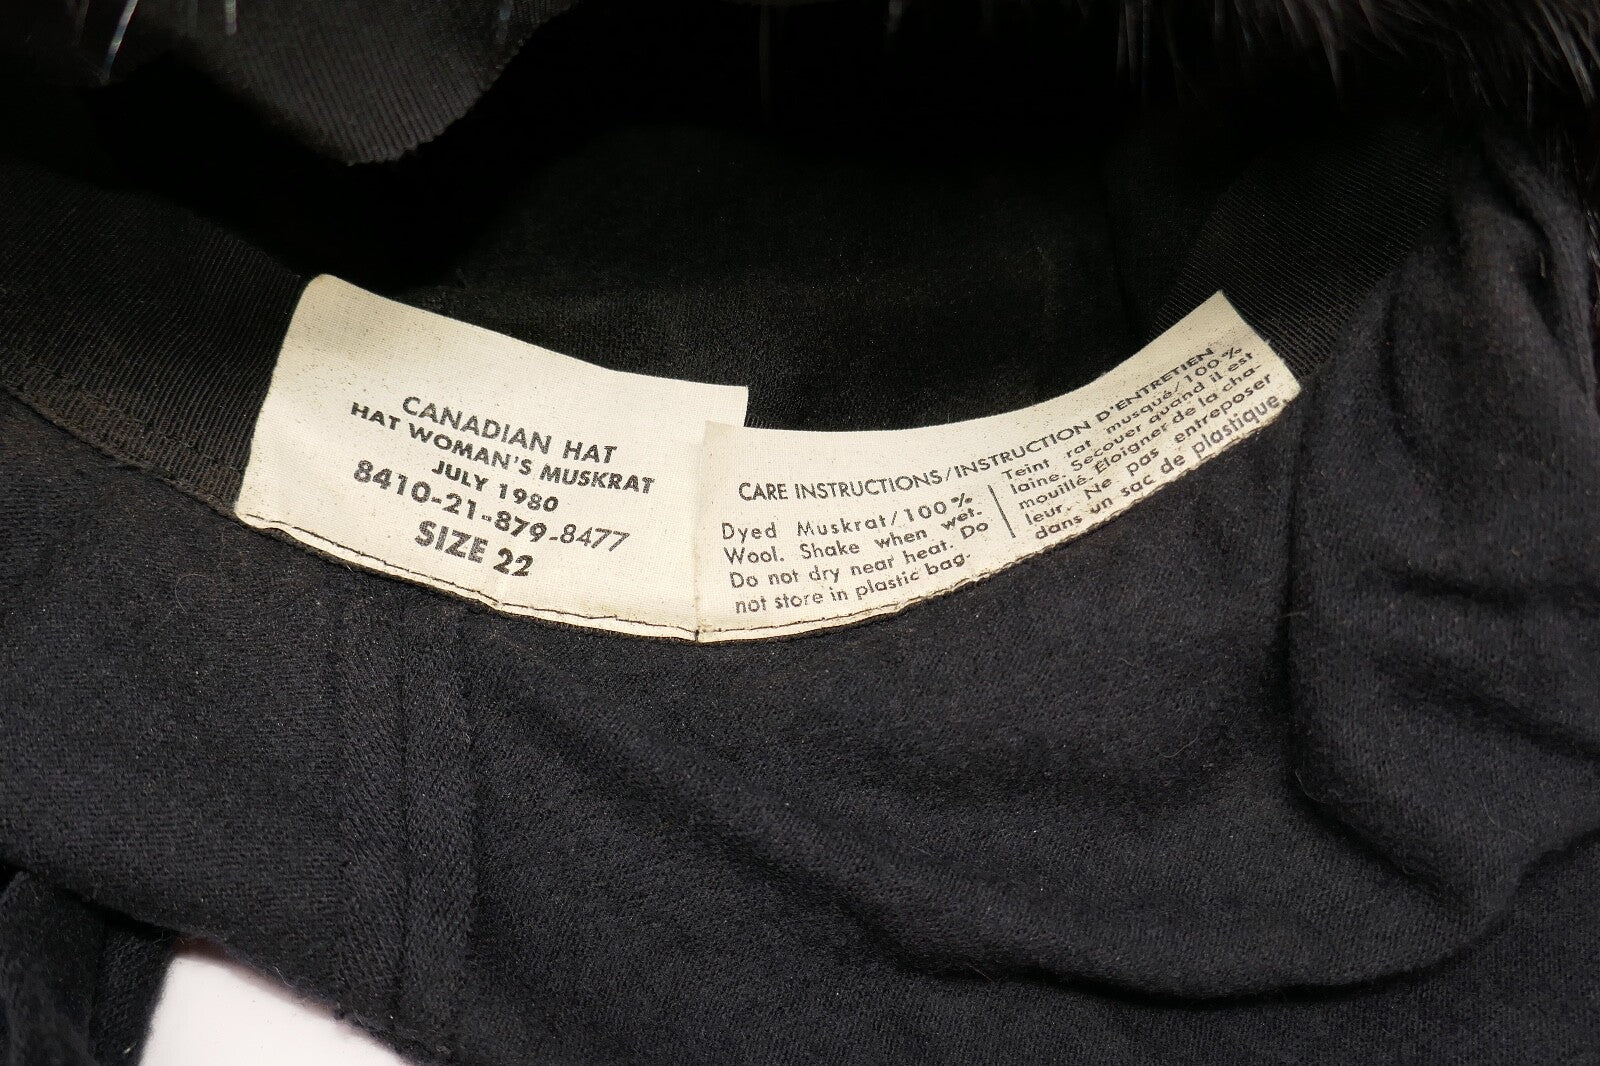 CANADIAN HAT
HAT WOMAN'S MUSKRAT
JULY 1980
8410-21-879-8477
SIZE 22
CARE INSTRUCTIONS/INSTRUCTION D'ENTRETIEN
Dyed Muskrat/100%
Wool. Shake when wet.
Do not dry near heat. Do
not store in plastic bag.
Teint rat musqué/100%
laine. Secouer quand il est
mouillé. Éloigner de la cha-
leur. Ne pas entreposer
dans un sac de plastique.